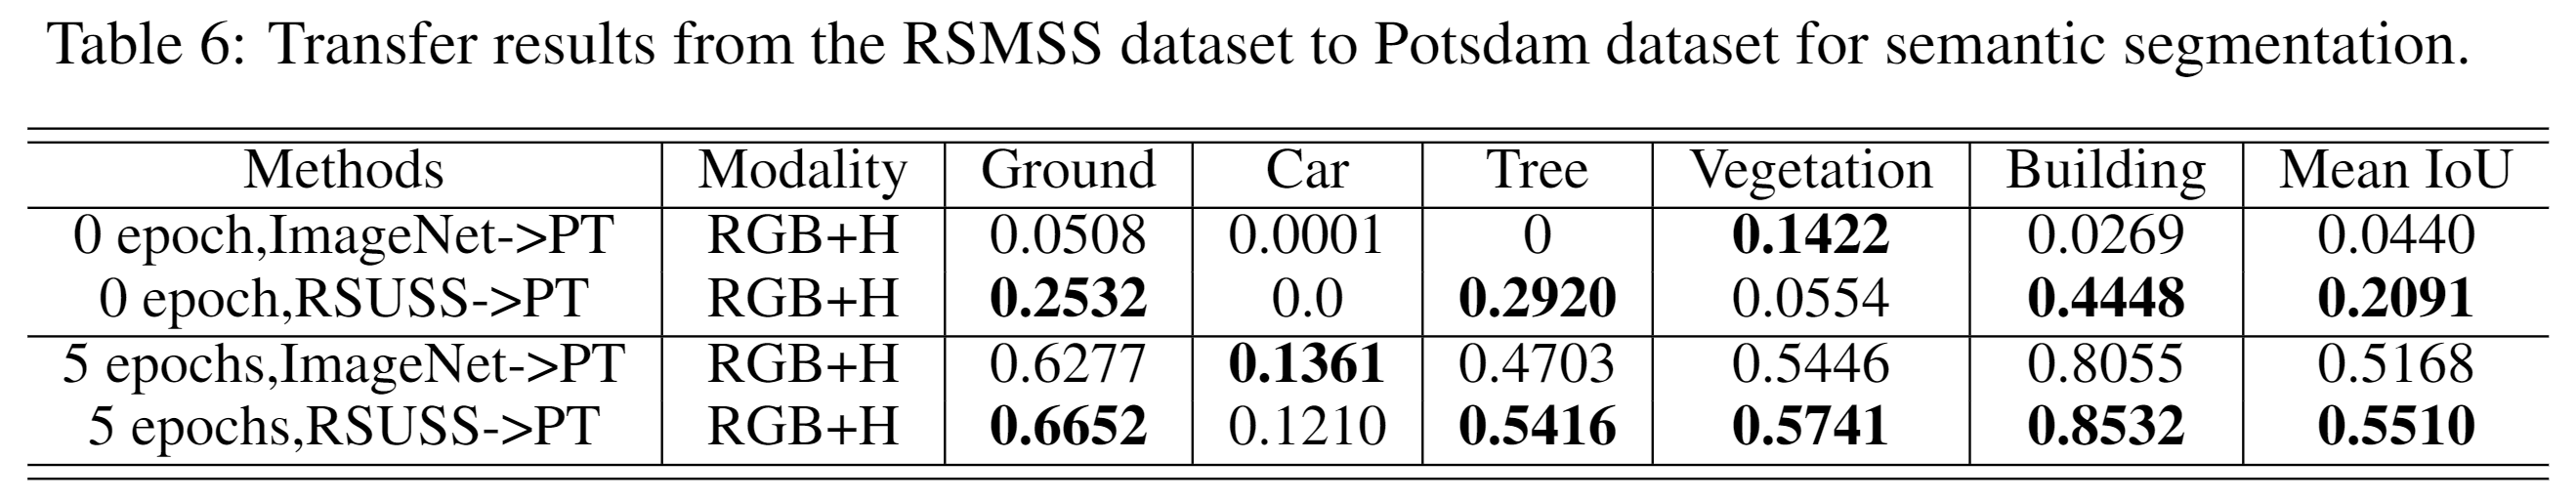 Table 6: Transfer results from the RSMSS dataset to Potsdam dataset for semantic segmentation.
Methods Modality Ground Car Tree Vegetation Building Mean IoU
0 epoch,ImageNet->PT RGB+H 0.0508 0.0001 0 0.1422 0.0269 0.0440
0 epoch,RSUSS->PT RGB+H 0.2532 0.0 0.2920 0.0554 0.4448 0.2091
5 epochs,ImageNet->PT RGB+H 0.6277 0.1361 0.4703 0.5446 0.8055 0.5168
5 epochs,RSUSS->PT RGB+H 0.6652 0.1210 0.5416 0.5741 0.8532 0.5510